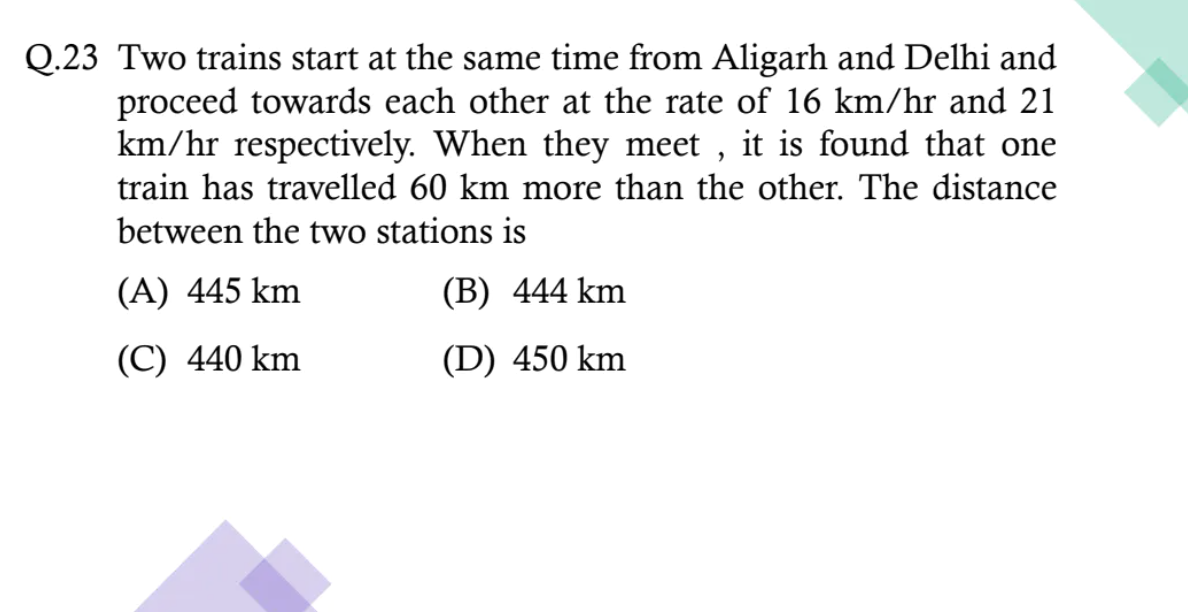 Q.23 Two trains start at the same time from Aligarh and Delhi and
proceed towards each other at the rate of 16 km/hr and 21
km/hr respectively. When they meet , it is found that one
train has travelled 60 km more than the other. The distance
between the two stations is
(A) 445 km (B) 444 km
(C) 440 km (D) 450 km